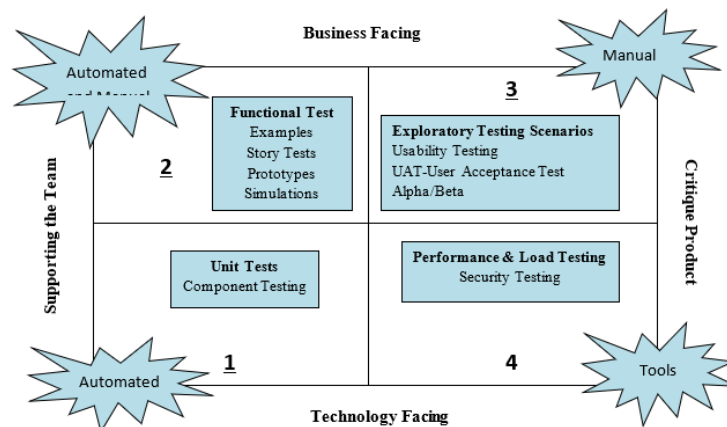 Business Facing
Automated
and Manual
Manual
3
Functional Test
Examples
Story Tests
Prototypes
Simulations
Exploratory Testing Scenarios
Usability Testing
UAT-User Acceptance Test
Alpha/Beta
2
Supporting the Team
Critique Product
Unit Tests
Component Testing
Performance & Load Testing
Security Testing
1
4
Automated
Tools
Technology Facing